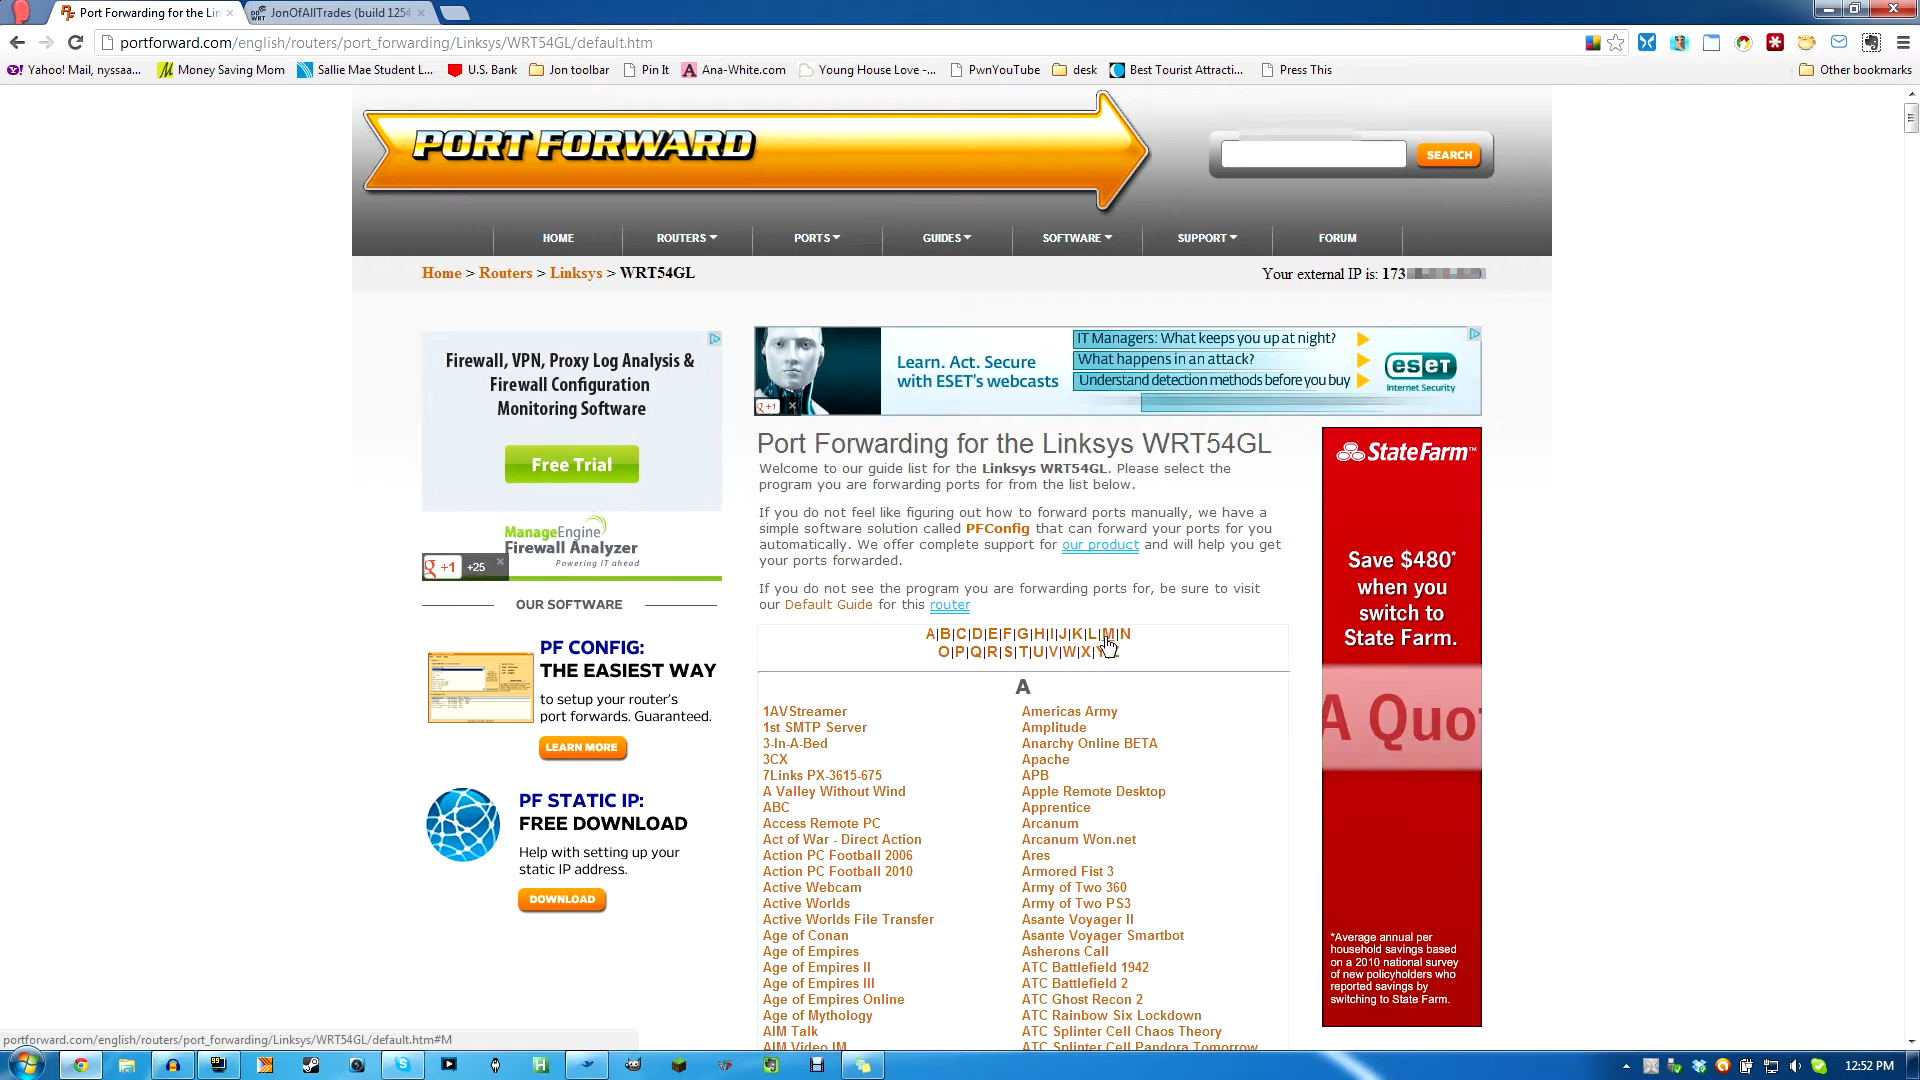 Port Forwarding for the Lin
JonOfAllTrades (build 1254
portforward.com/english/routers/port_forwarding/Linksys/WRT54GL/default.htm
Yahoo! Mail, nyssaa...
Money Saving Mom
Sallie Mae Student L...
U.S. Bank
Jon toolbar
Pin It
Ana-White.com
Young House Love -...
PwnYouTube
desk
Best Tourist Attracti...
Press This
Other bookmarks
PORT FORWARD
SEARCH
HOME
ROUTERS
PORTS
GUIDES
SOFTWARE
SUPPORT
FORUM
Home > Routers > Linksys > WRT54GL
Your external IP is: 173
Firewall, VPN, Proxy Log Analysis &
Firewall Configuration
Monitoring Software
Free Trial
ManageEngine
Firewall Analyzer
Powering IT ahead
+1 +25
Learn. Act. Secure
with ESET's webcasts
IT Managers: What keeps you up at night?
What happens in an attack?
Understand detection methods before you buy
eset
Internet Security
+1
Port Forwarding for the Linksys WRT54GL
Welcome to our guide list for the Linksys WRT54GL. Please select the
program you are forwarding ports for from the list below.
If you do not feel like figuring out how to forward ports manually, we have a
simple software solution called PFConfig that can forward your ports for you
automatically. We offer complete support for our product and will help you get
your ports forwarded.
If you do not see the program you are forwarding ports for, be sure to visit
our Default Guide for this router
A|B|C|D|E|F|G|H|I|J|K|L|M|N
O|P|Q|R|S|T|U|V|W|X|Y
OUR SOFTWARE
PF CONFIG:
THE EASIEST WAY
to setup your router's
port forwards. Guaranteed.
LEARN MORE
PF STATIC IP:
FREE DOWNLOAD
Help with setting up your
static IP address.
DOWNLOAD
A
1AVStreamer
1st SMTP Server
3-In-A-Bed
3CX
7Links PX-3615-675
A Valley Without Wind
ABC
Access Remote PC
Act of War - Direct Action
Action PC Football 2006
Action PC Football 2010
Active Webcam
Active Worlds
Active Worlds File Transfer
Age of Conan
Age of Empires
Age of Empires II
Age of Empires III
Age of Empires Online
Age of Mythology
AIM Talk
AIM Video IM
Americas Army
Amplitude
Anarchy Online BETA
Apache
APB
Apple Remote Desktop
Apprentice
Arcanum
Arcanum Won.net
Ares
Armored Fist 3
Army of Two 360
Army of Two PS3
Asante Voyager II
Asante Voyager Smartbot
Asherons Call
ATC Battlefield 1942
ATC Battlefield 2
ATC Ghost Recon 2
ATC Rainbow Six Lockdown
ATC Splinter Cell Chaos Theory
ATC Splinter Cell Pandora Tomorrow
StateFarm™
Save $480*
when you
switch to
State Farm.
A Quo
*Average annual per
household savings based
on a 2010 national survey
of new policyholders who
reported savings by
switching to State Farm.
portforward.com/english/routers/port_forwarding/Linksys/WRT54GL/default.htm#M
12:52 PM